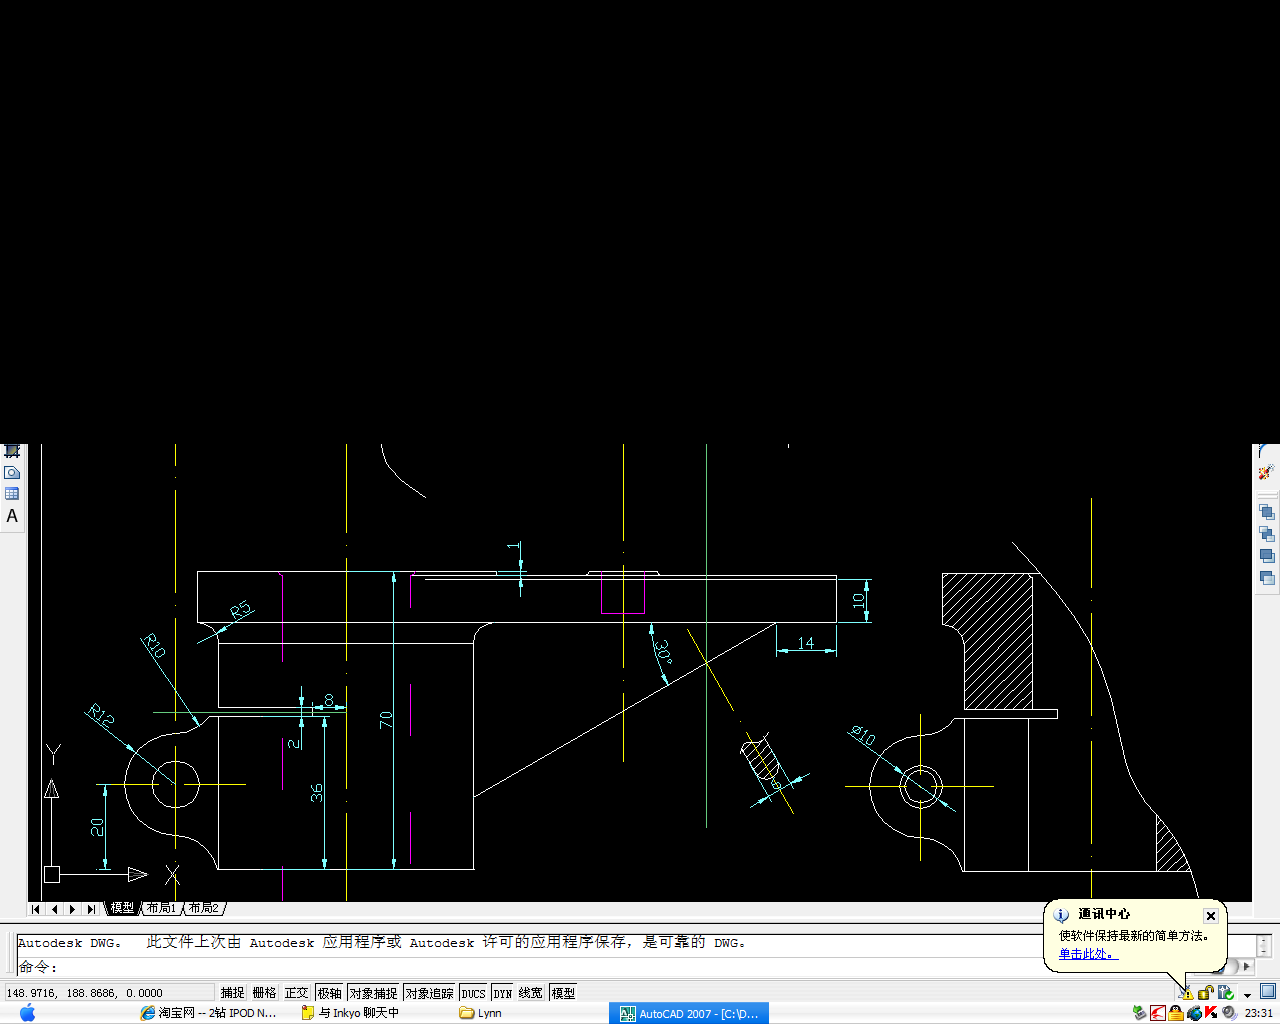 A
1
R5
10
R10
30°
14
8
R12
70
ø10
2
Y
36
9
20
X
模型
布局1
布局2
通讯中心
使软件保持最新的简单方法。
单击此处。
Autodesk DWG。 此文件上次由 Autodesk 应用程序或 Autodesk 许可的应用程序保存，是可靠的 DWG。
命令：
148.9716, 188.8686, 0.0000 捕捉 栅格 正交 极轴 对象捕捉 对象追踪 DUCS DYN 线宽 模型
淘宝网 -- 2钻 IPOD N... 与 Inkyo 聊天中 Lynn AutoCAD 2007 - [C:\D... 23:31